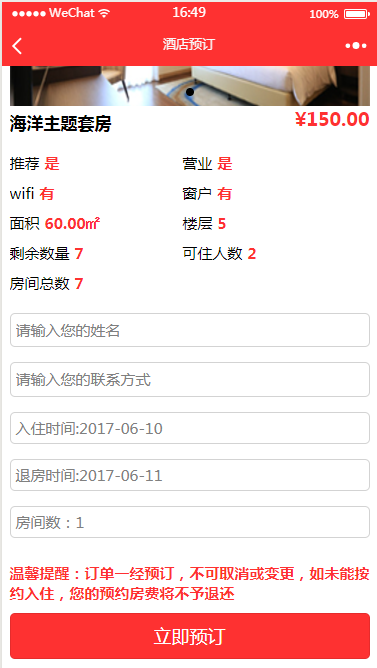 WeChat 16:49 100%
酒店预订
海洋主题套房 ¥150.00
推荐 是 营业 是
wifi 有 窗户 有
面积 60.00㎡ 楼层 5
剩余数量 7 可住人数 2
房间总数 7
请输入您的姓名
请输入您的联系方式
入住时间:2017-06-10
退房时间:2017-06-11
房间数：1
温馨提醒：订单一经预订，不可取消或变更，如未能按
约入住，您的预约房费将不予退还
立即预订